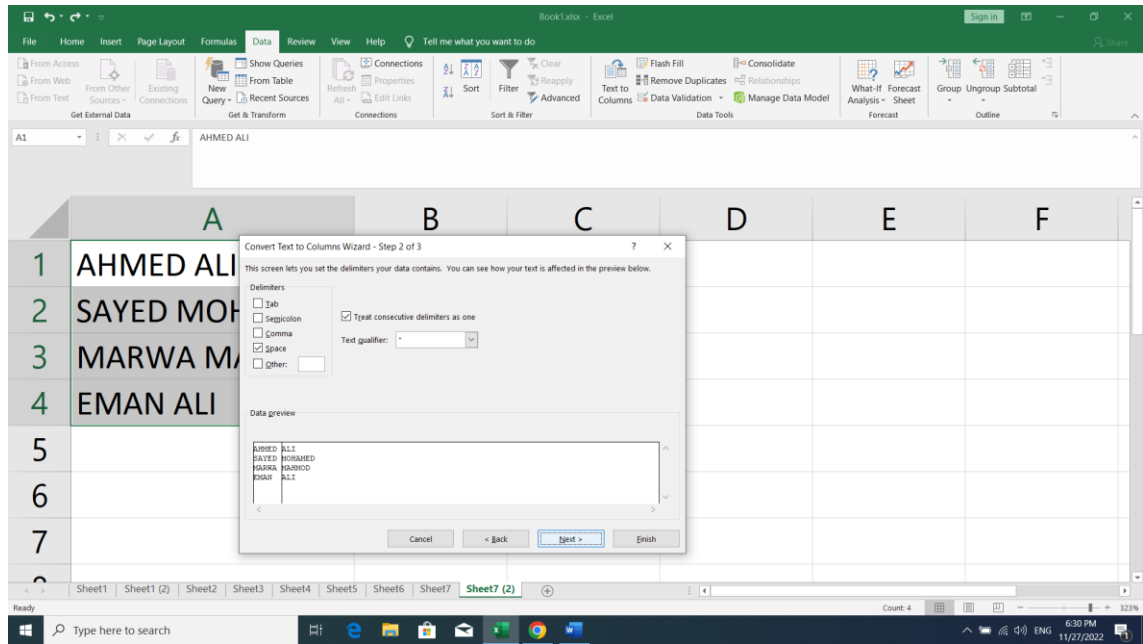 Book1.xlsx - Excel
Sign in
File Home Insert Page Layout Formulas Data Review View Help Tell me what you want to do Share
From Access
From Web
From Text
From Other Sources
Existing Connections
Get External Data
New Query
Show Queries
From Table
Recent Sources
Get & Transform
Refresh All
Connections
Properties
Edit Links
Connections
Sort
Filter
Clear
Reapply
Advanced
Sort & Filter
Text to Columns
Flash Fill
Remove Duplicates
Data Validation
Consolidate
Relationships
Manage Data Model
Data Tools
What-If Analysis
Forecast Sheet
Forecast
Group Ungroup Subtotal
Outline
A1 fx AHMED ALI
A B C D E F
1 AHMED ALI
2 SAYED MOH
3 MARWA MA
4 EMAN ALI
5
6
7
Convert Text to Columns Wizard - Step 2 of 3 ?
This screen lets you set the delimiters your data contains. You can see how your text is affected in the preview below.
Delimiters
Tab
Semicolon
Comma
Space
Other:
Treat consecutive delimiters as one
Text qualifier: "
Data preview
AHMED ALI
SAYED MOHAMED
MARWA MAHMOD
EMAN ALI
Cancel < Back Next > Finish
Sheet1 Sheet1 (2) Sheet2 Sheet3 Sheet4 Sheet5 Sheet6 Sheet7 Sheet7 (2)
Ready Count: 4 323%
Type here to search
ENG
6:30 PM
11/27/2022